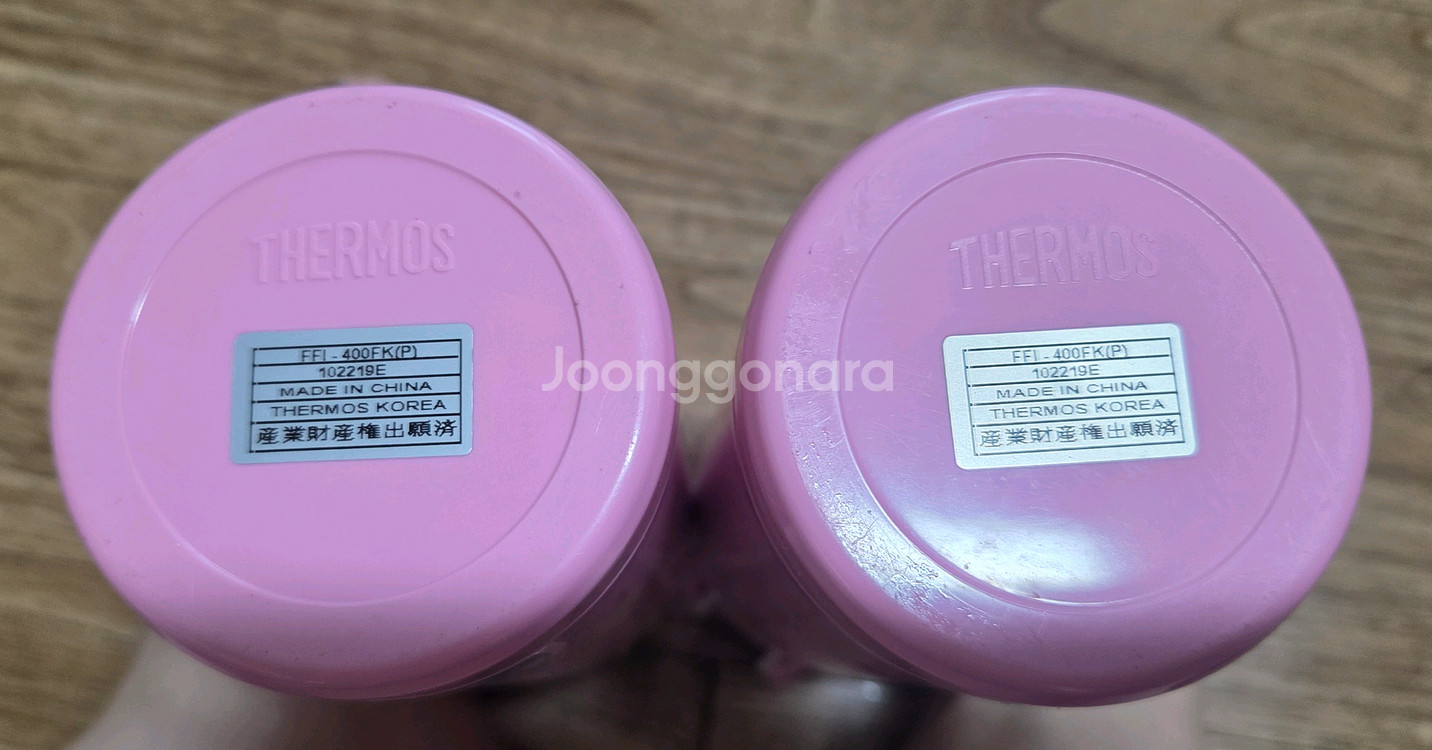 THERMOS
FFI - 400FK(P)
102219E
MADE IN CHINA
THERMOS KOREA
産業財産権出願済
Joonggonara
THERMOS
FFI - 400FK(P)
102219E
MADE IN CHINA
THERMOS KOREA
産業財産権出願済